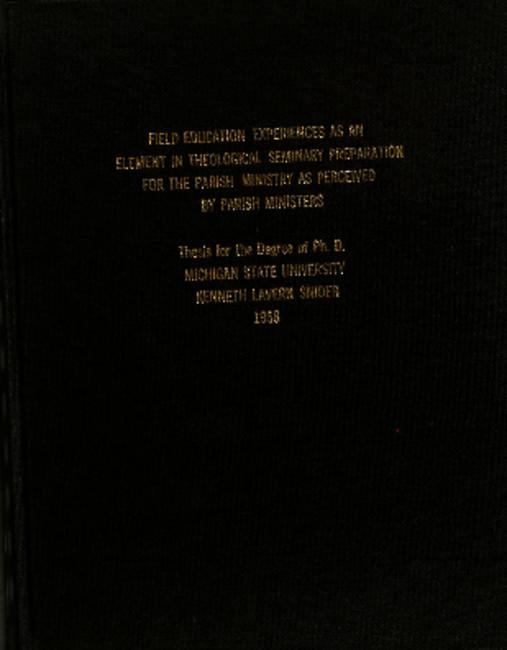 FIELD EDUCATION EXPERIENCES AS AN
ELEMENT IN THEOLOGICAL SEMINARY PREPARATION
FOR THE PARISH MINISTRY AS PERCEIVED
BY PARISH MINISTERS
Thesis for the Degree of Ph. D.
MICHIGAN STATE UNIVERSITY
KENNETH LAVERN SNIDER